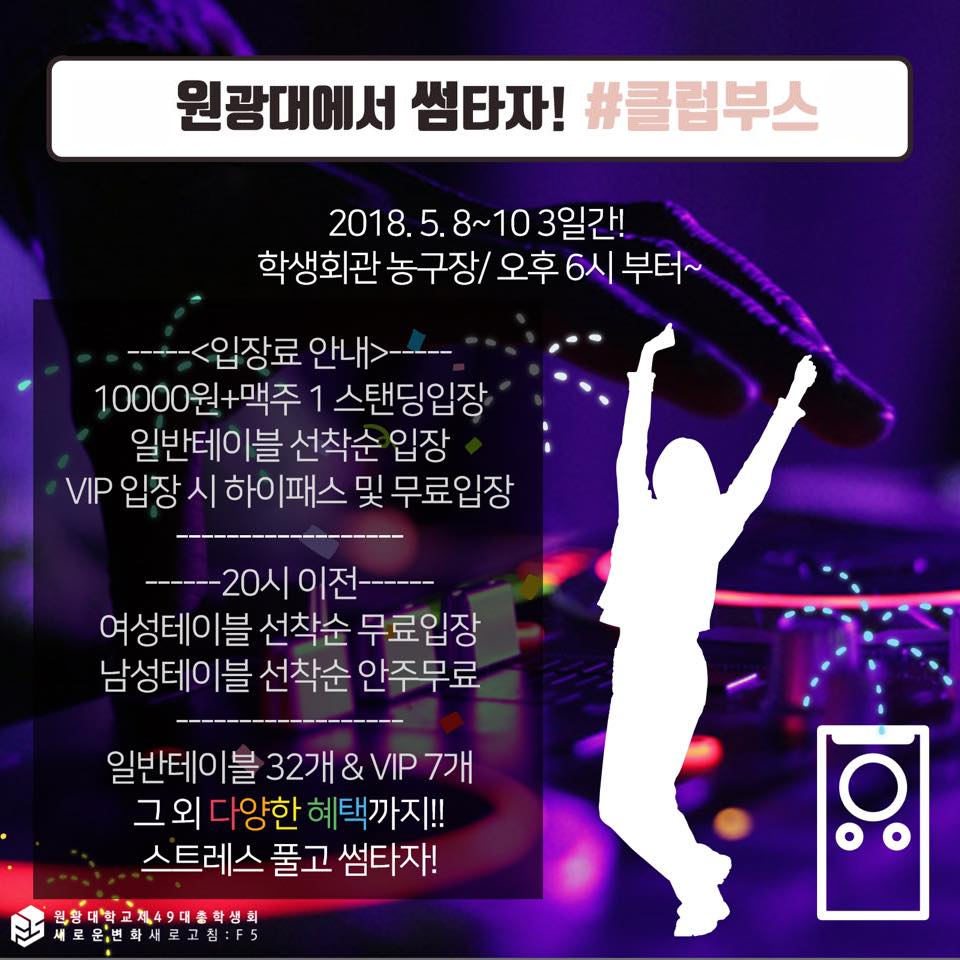 원광대에서 썸타자! #클럽부스
2018. 5. 8~10 3일간!
학생회관 농구장/ 오후 6시 부터~
-----<입장료 안내>-----
10000원+맥주 1 스탠딩입장
일반테이블 선착순 입장
VIP 입장 시 하이패스 및 무료입장
------------------
------20시 이전------
여성테이블 선착순 무료입장
남성테이블 선착순 안주무료
------------------
일반테이블 32개 & VIP 7개
그 외 다양한 혜택까지!!
스트레스 풀고 썸타자!
원광대학교제49대총학생회
새로운변화새로고침:F5